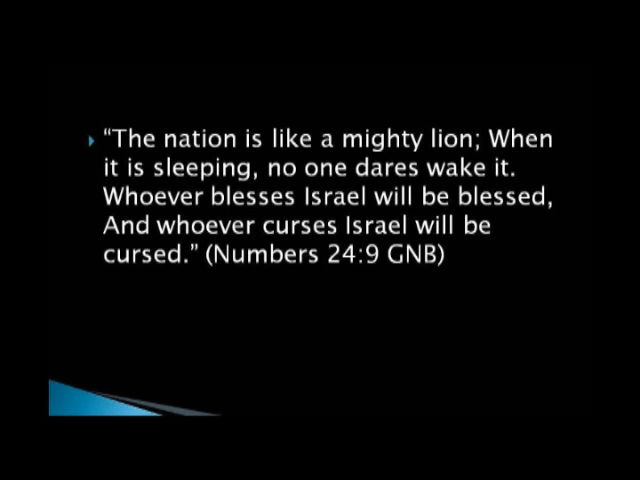 “The nation is like a mighty lion; When
it is sleeping, no one dares wake it.
Whoever blesses Israel will be blessed,
And whoever curses Israel will be
cursed.” (Numbers 24:9 GNB)